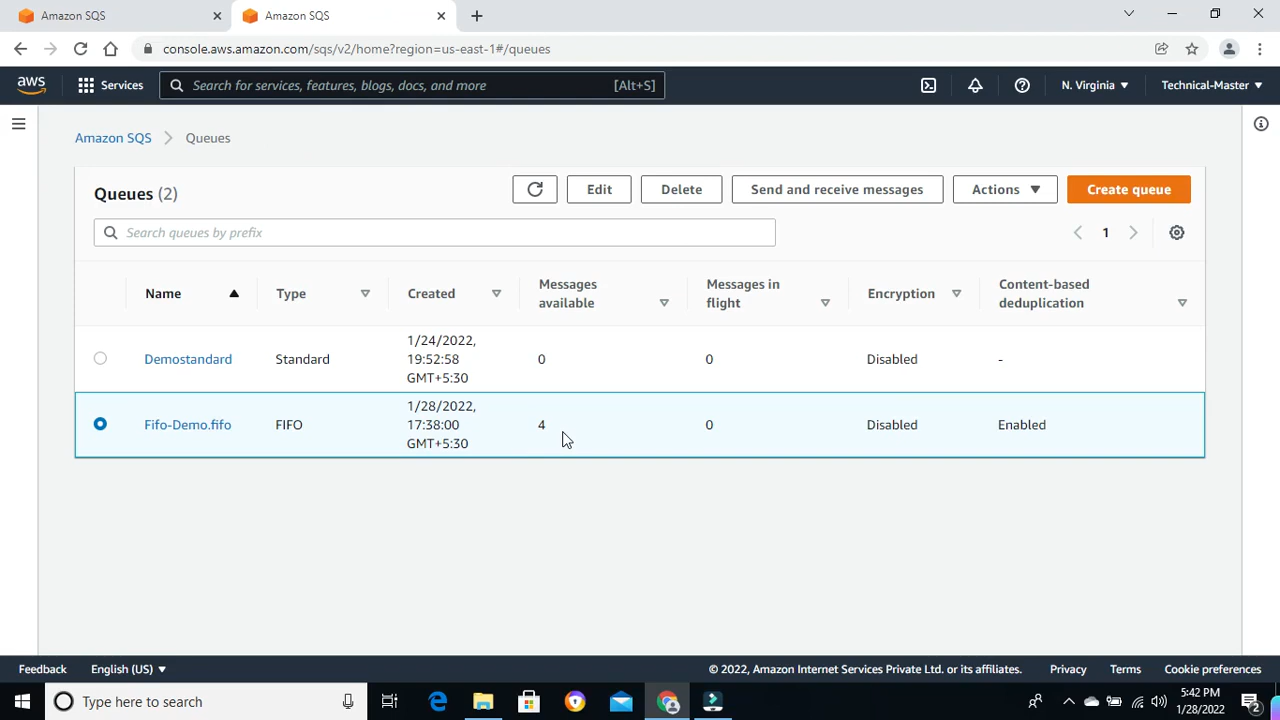 Amazon SQS
Amazon SQS
console.aws.amazon.com/sqs/v2/home?region=us-east-1#/queues
aws
Services
Search for services, features, blogs, docs, and more
[Alt+S]
N. Virginia
Technical-Master
Amazon SQS
Queues
Queues (2)
Edit
Delete
Send and receive messages
Actions
Create queue
Search queues by prefix
1
Name
Type
Created
Messages available
Messages in flight
Encryption
Content-based deduplication
Demostandard
Standard
1/24/2022,
19:52:58
GMT+5:30
0
0
Disabled
-
Fifo-Demo.fifo
FIFO
1/28/2022,
17:38:00
GMT+5:30
4
0
Disabled
Enabled
Feedback
English (US)
© 2022, Amazon Internet Services Private Ltd. or its affiliates.
Privacy
Terms
Cookie preferences
Type here to search
5:42 PM
1/28/2022
2